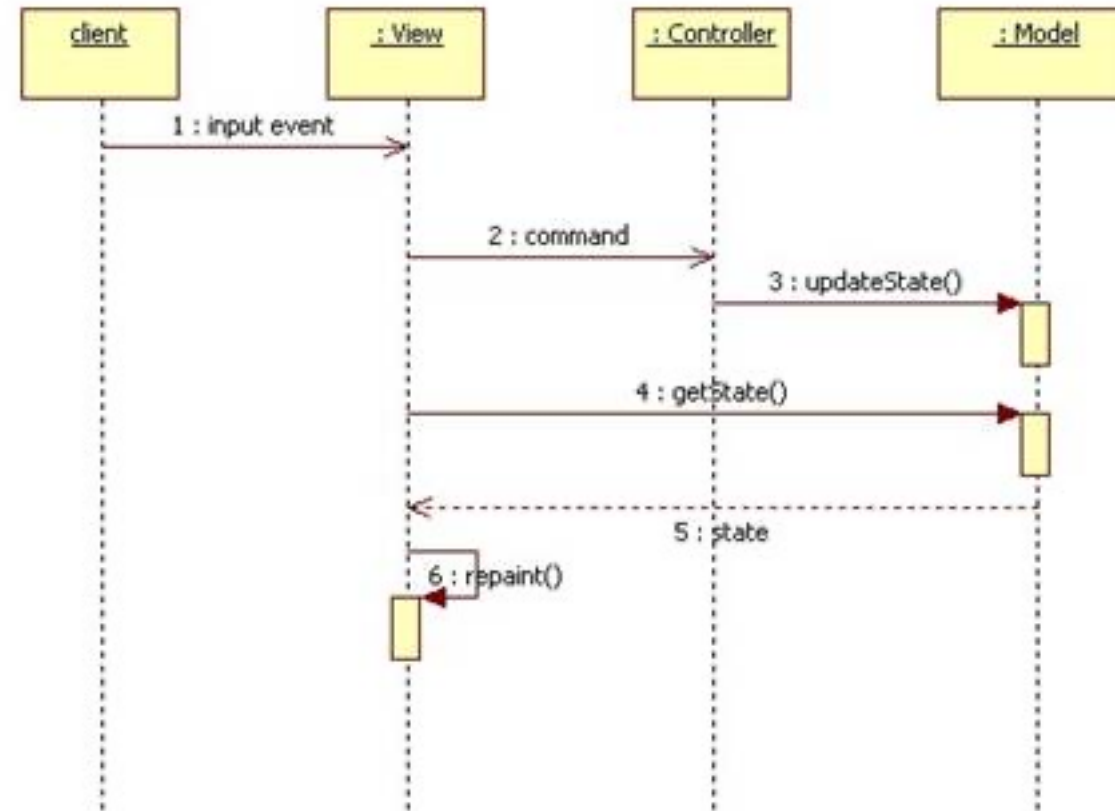 client
: View
: Controller
: Model
1 : input event
2 : command
3 : updateState()
4 : getState()
5 : state
6 : repaint()